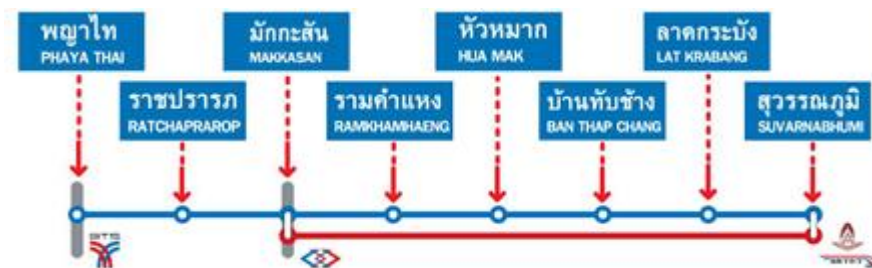 พญาไท
PHAYA THAI
มักกะสัน
MAKKASAN
หัวหมาก
HUA MAK
ลาดกระบัง
LAT KRABANG
ราชปรารภ
RATCHAPRAROP
รามคำแหง
RAMKHAMHAENG
บ้านทับช้าง
BAN THAP CHANG
สุวรรณภูมิ
SUVARNABHUMI
BTS